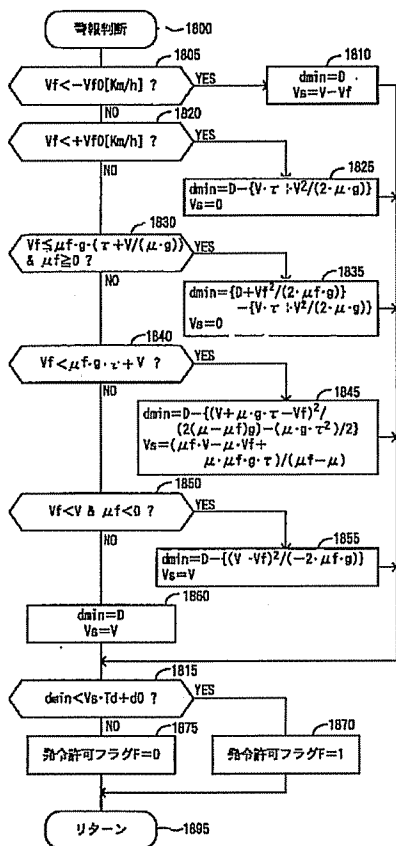 警報判断
1800
1805
Vf<-Vf0[Km/h] ?
YES
1810
dmin=D
Vs=V-Vf
NO
1820
Vf<+Vf0[Km/h] ?
YES
1825
dmin=D-{V·τ+V²/(2·μ·g)}
Vs=0
NO
1830
Vf≦μf·g·{τ+V/(μ·g)}
& μf≧0 ?
YES
1835
dmin={D+Vf²/(2·μf·g)}
-{V·τ+V²/(2·μ·g)}
Vs=0
NO
1840
Vf<μf·g·τ+V ?
YES
1845
dmin=D-{(V+μ·g·τ-Vf)²/
(2(μ-μf)g)-(μ·g·τ²)/2}
Vs=(μf·V-μ·Vf+
μ·μf·g·τ)/(μf-μ)
NO
1850
Vf<V & μf<0 ?
YES
1855
dmin=D-{(V-Vf)²/(-2·μf·g)}
Vs=V
NO
1860
dmin=D
Vs=V
1815
dmin<Vs·Td+d0 ?
YES
NO
1875
発令許可フラグF=0
1870
発令許可フラグF=1
リターン
1895